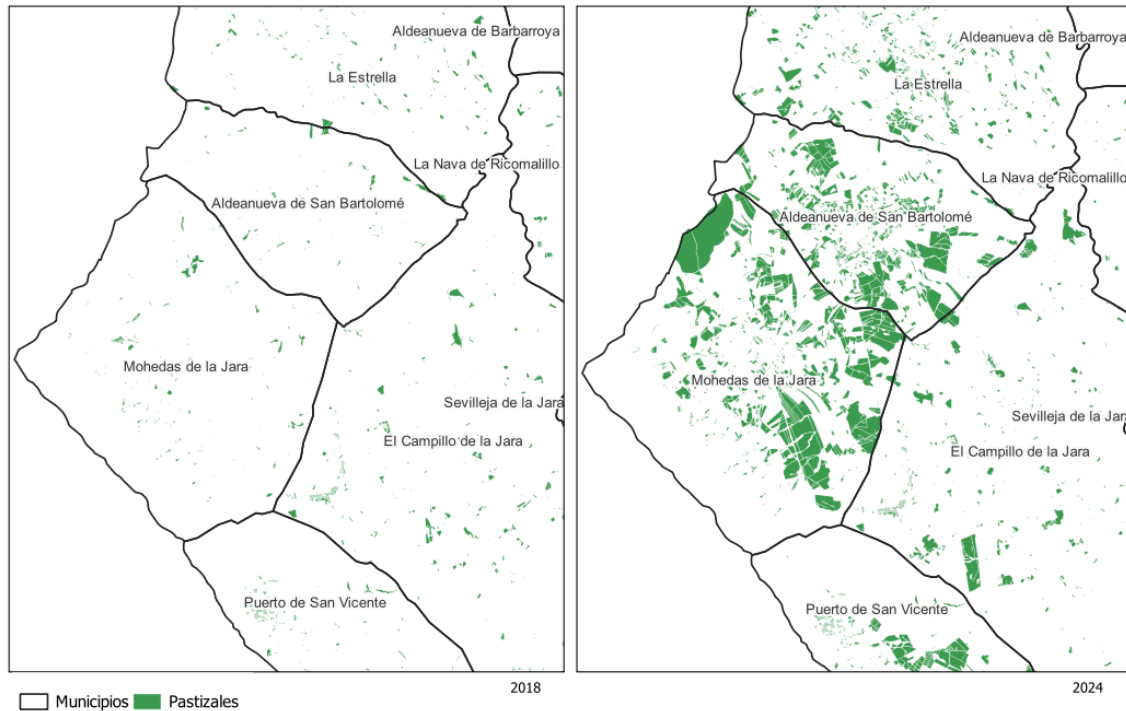 Aldeanueva de Barbarroya
La Estrella
La Nava de Ricomalillo
Aldeanueva de San Bartolomé
Mohedas de la Jara
Sevilleja de la Jara
El Campillo de la Jara
Puerto de San Vicente
2018
Aldeanueva de Barbarroya
La Estrella
La Nava de Ricomalillo
Aldeanueva de San Bartolomé
Mohedas de la Jara
Sevilleja de la Jara
El Campillo de la Jara
Puerto de San Vicente
2024
Municipios Pastizales